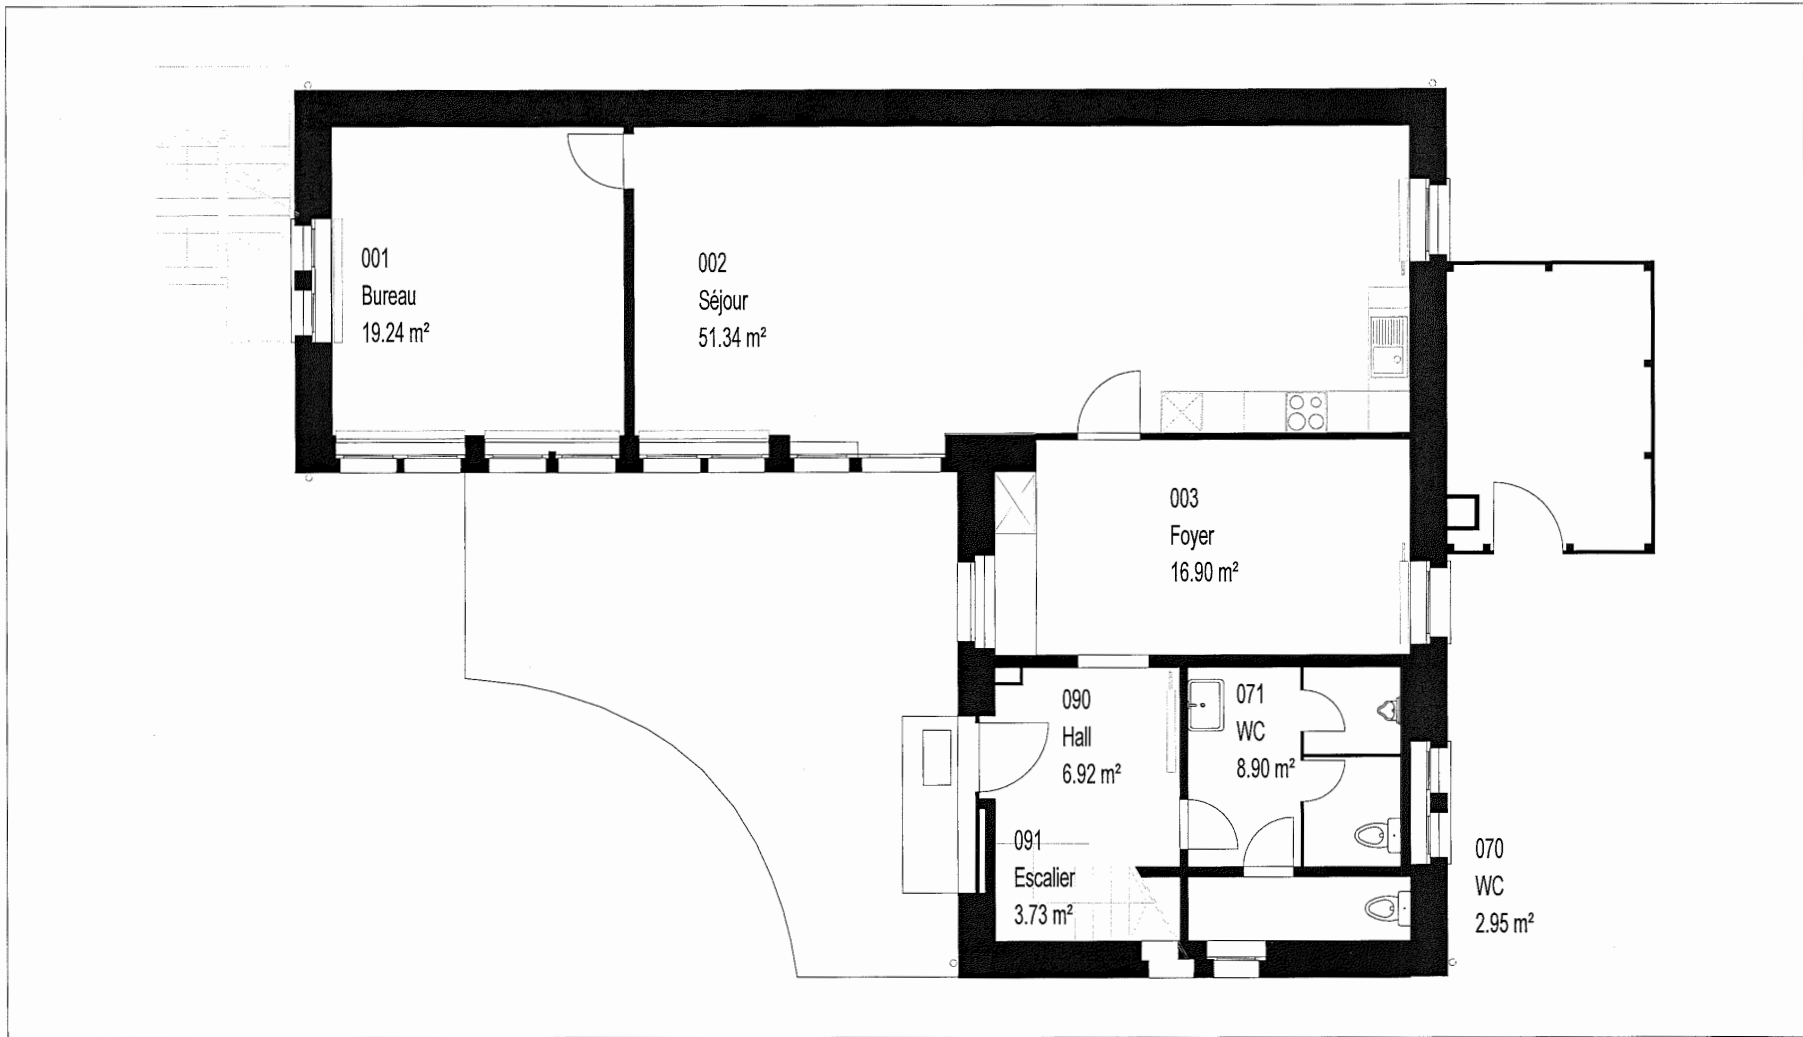 001
Bureau
19.24 m²
002
Séjour
51.34 m²
003
Foyer
16.90 m²
090
Hall
6.92 m²
071
WC
8.90 m²
091
Escalier
3.73 m²
070
WC
2.95 m²